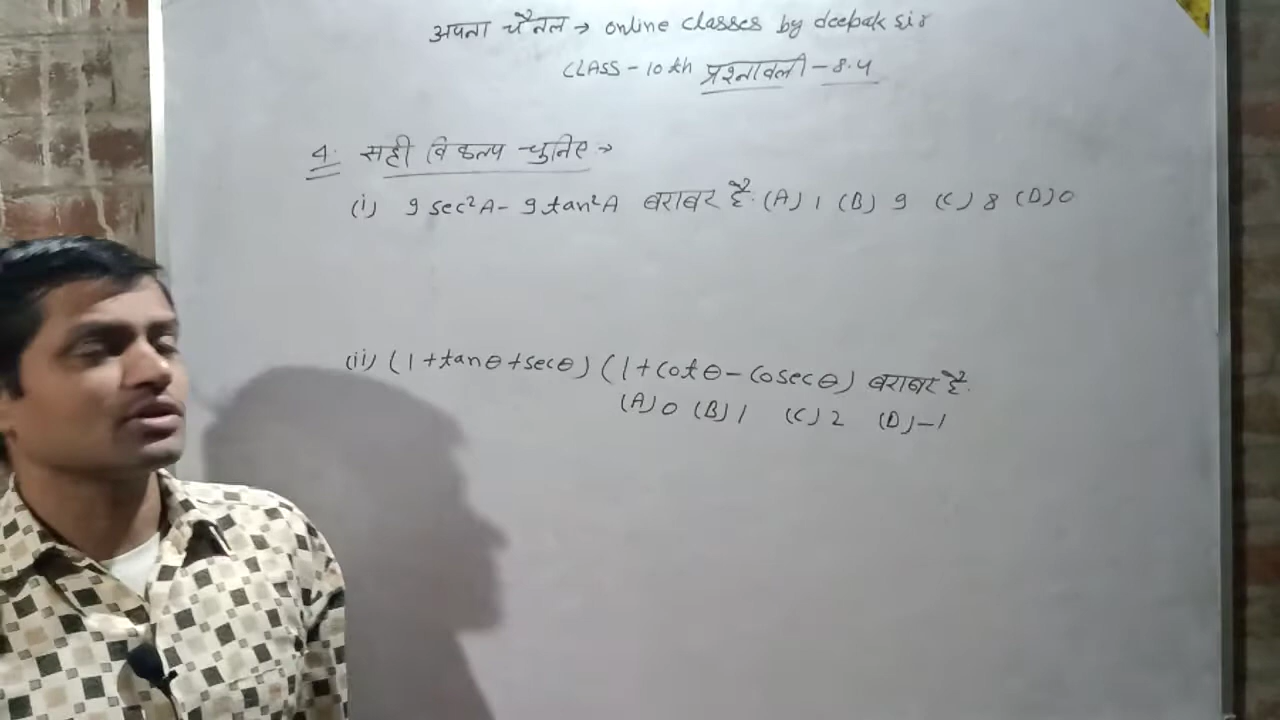 अपना चैनल → online classes by deepak sir
CLASS - 10th प्रश्नावली - 8.4
4. सही विकल्प चुनिए →
(i) 9 sec²A - 9 tan²A बराबर है. (A) 1 (B) 9 (C) 8 (D) 0
(ii) (1+tanθ+secθ) (1+cotθ-cosecθ) बराबर है.
(A) 0 (B) 1 (C) 2 (D) -1